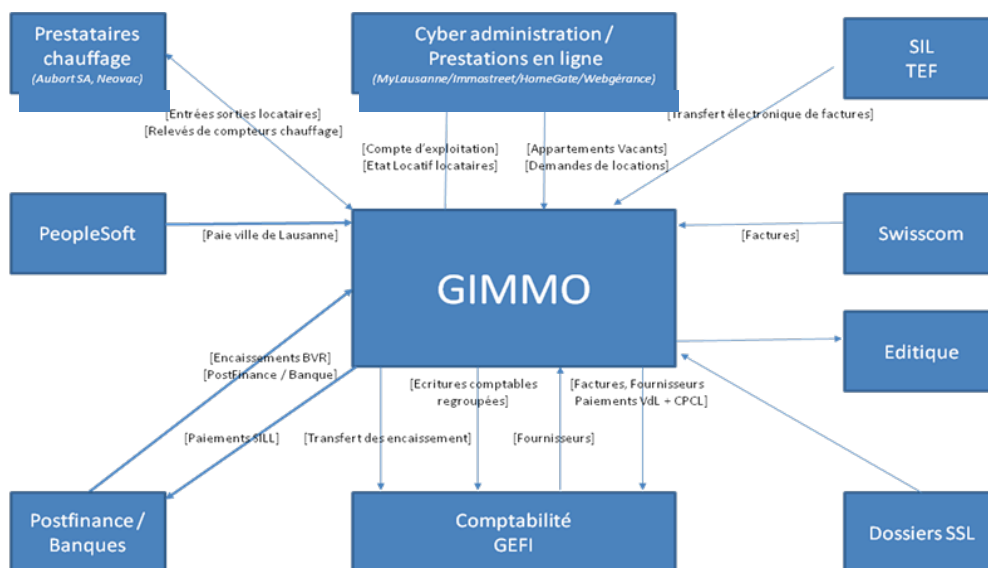 Prestataires
chauffage
(Aubort SA, Neovac)
Cyber administration /
Prestations en ligne
(MyLausanne/Immostreet/HomeGate/Webgérance)
SIL
TEF
[Entrées sorties locataires]
[Relevés de compteurs chauffage]
[Compte d'exploitation]
[Etat Locatif locataires]
[Appartements Vacants]
[Demandes de locations]
[Transfert électronique de factures]
PeopleSoft
[Paie ville de Lausanne]
GIMMO
[Factures]
Swisscom
Editique
[Encaissements BVR]
[PostFinance / Banque]
[Ecritures comptables
regroupées]
[Factures, Fournisseurs
Paiements VdL + CPCL]
[Paiements SILL]
[Transfert des encaissement]
[Fournisseurs]
Postfinance /
Banques
Comptabilité
GEFI
Dossiers SSL